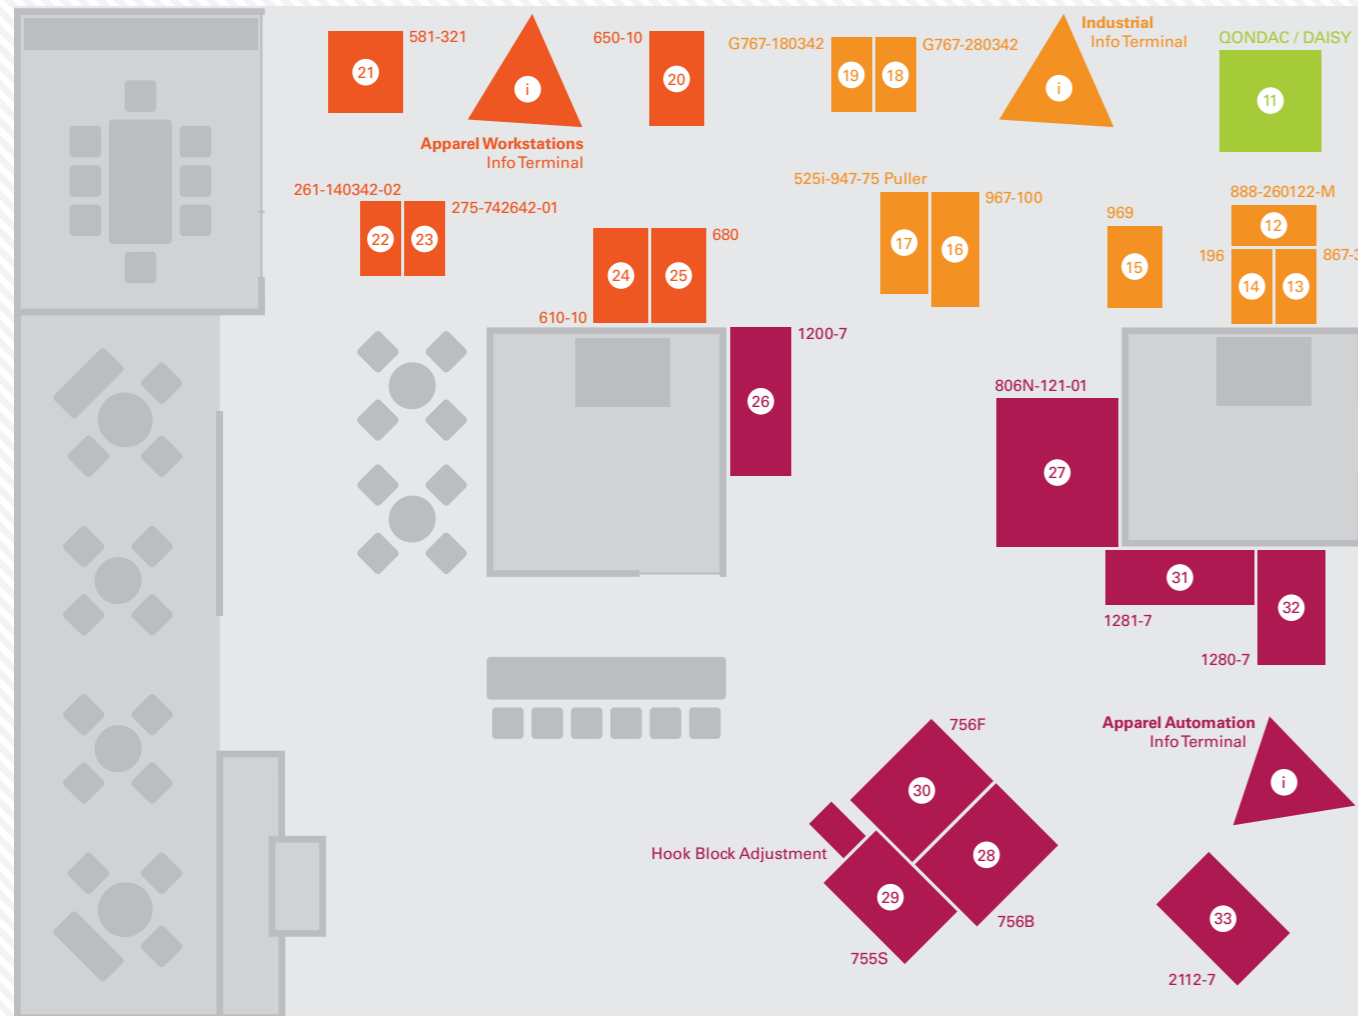 581-321
21
i
Apparel Workstations
Info Terminal
650-10
20
G767-180342
19
18
G767-280342
Industrial
Info Terminal
i
QONDAC / DAISY
11
261-140342-02
22
23
275-742642-01
24
25
680
610-10
525i-947-75 Puller
17
16
967-100
969
15
888-260122-M
12
196
14
13
867-3
1200-7
26
806N-121-01
27
31
1281-7
32
1280-7
756F
30
Hook Block Adjustment
28
29
756B
755S
Apparel Automation
Info Terminal
i
33
2112-7